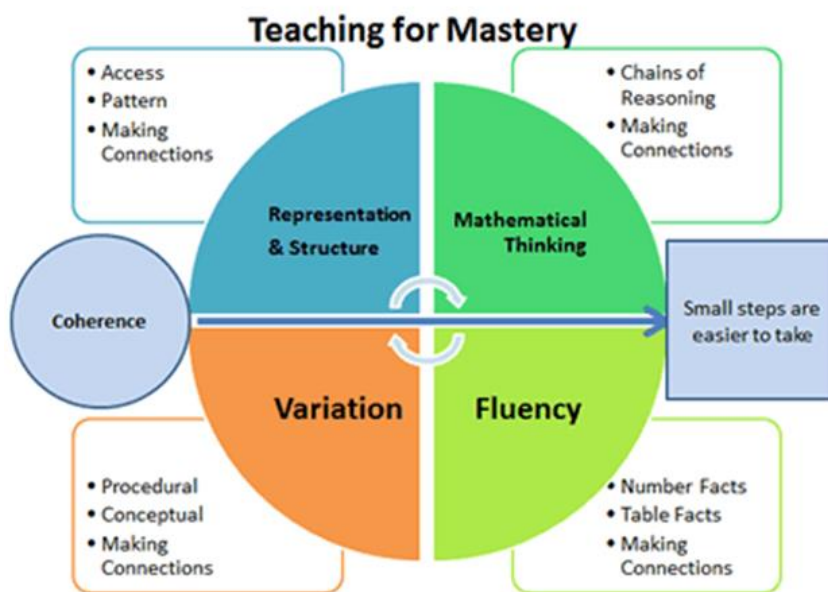 Teaching for Mastery
• Access
• Pattern
• Making
Connections
• Chains of
Reasoning
• Making
Connections
Representation
& Structure
Mathematical
Thinking
Coherence
Small steps are
easier to take
Variation
Fluency
• Procedural
• Conceptual
• Making
Connections
• Number Facts
• Table Facts
• Making
Connections